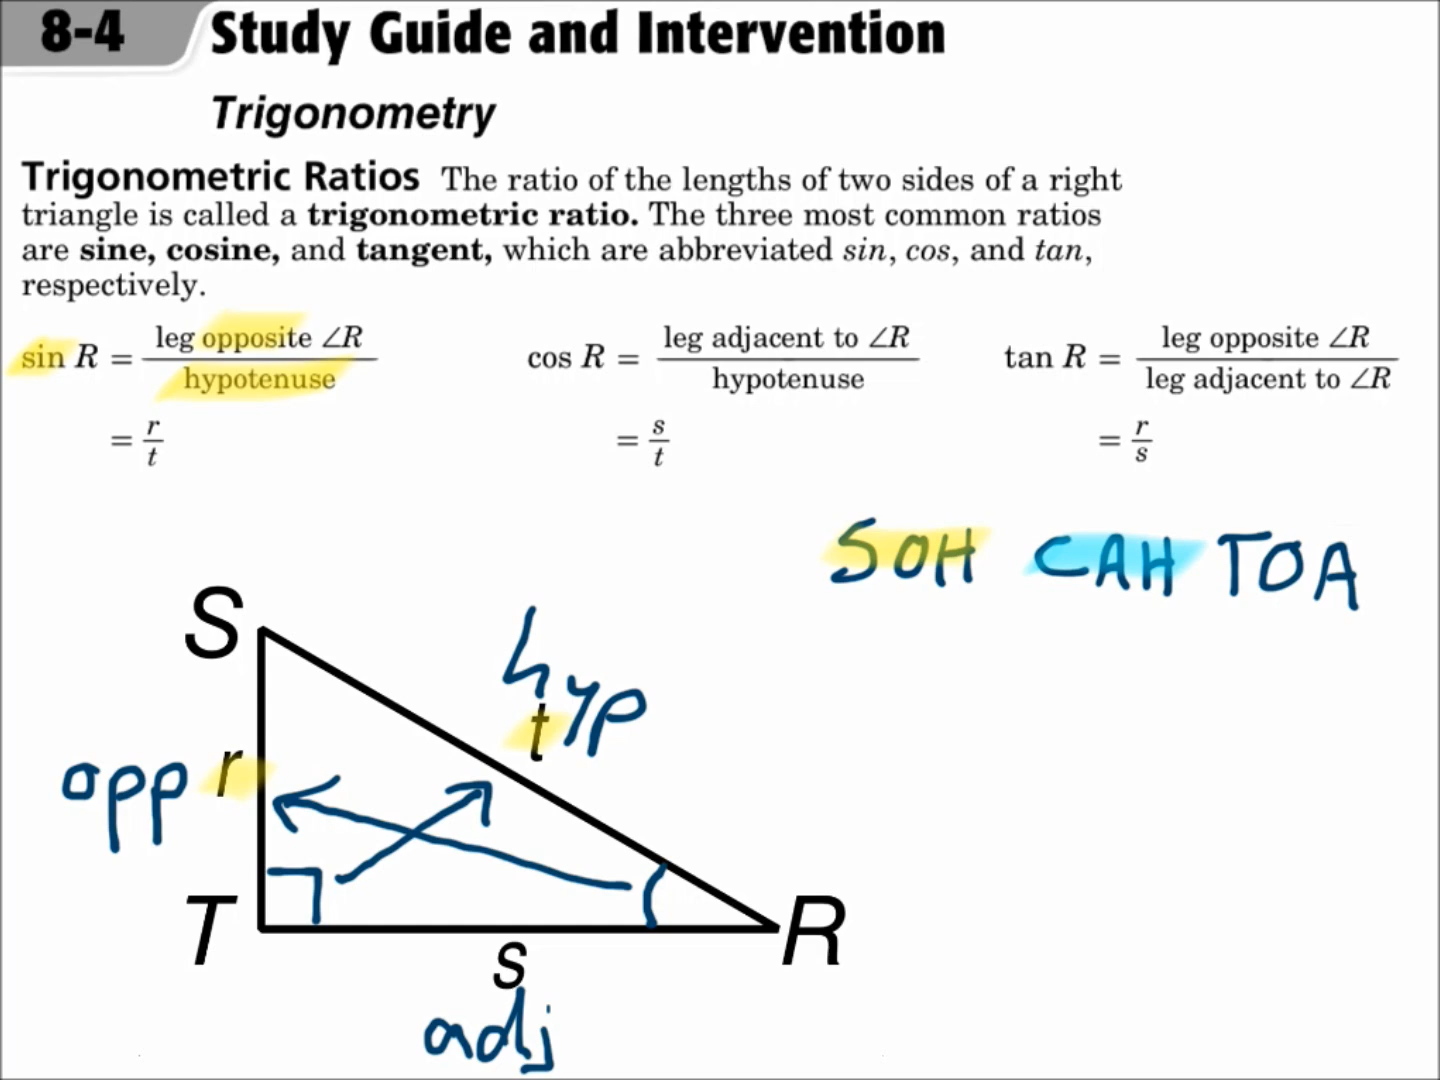 8-4 Study Guide and Intervention
Trigonometry
Trigonometric Ratios The ratio of the lengths of two sides of a right
triangle is called a trigonometric ratio. The three most common ratios
are sine, cosine, and tangent, which are abbreviated sin, cos, and tan,
respectively.
sin R = leg opposite ∠R / hypotenuse
= r/t
cos R = leg adjacent to ∠R / hypotenuse
= s/t
tan R = leg opposite ∠R / leg adjacent to ∠R
= r/s
SOH CAH TOA
S
hyp
t
opp r
T
R
s
adj